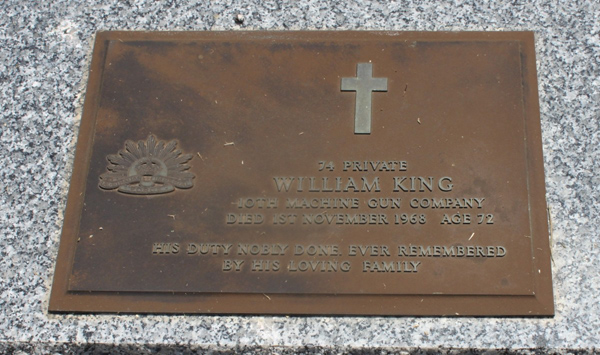 74 PRIVATE
WILLIAM KING
10TH MACHINE GUN COMPANY
DIED 1ST NOVEMBER 1968 AGE 72
HIS DUTY NOBLY DONE. EVER REMEMBERED
BY HIS LOVING FAMILY